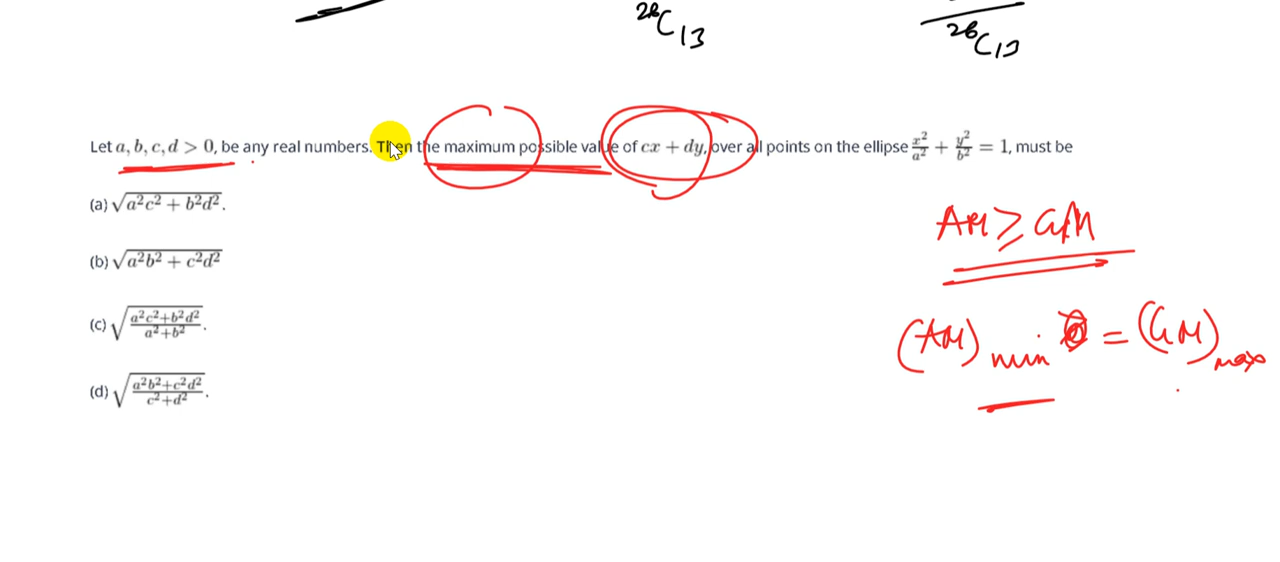 ²⁸C₁₃
²⁶C₁₃
Let a, b, c, d > 0, be any real numbers. Then the maximum possible value of cx + dy, over all points on the ellipse x²/a² + y²/b² = 1, must be
(a) √(a²c² + b²d²).
(b) √(a²b² + c²d²)
(c) √((a²c²+b²d²)/(a²+b²)).
(d) √((a²b²+c²d²)/(c²+d²)).
AM ≥ GM
(AM) min = (GM) max